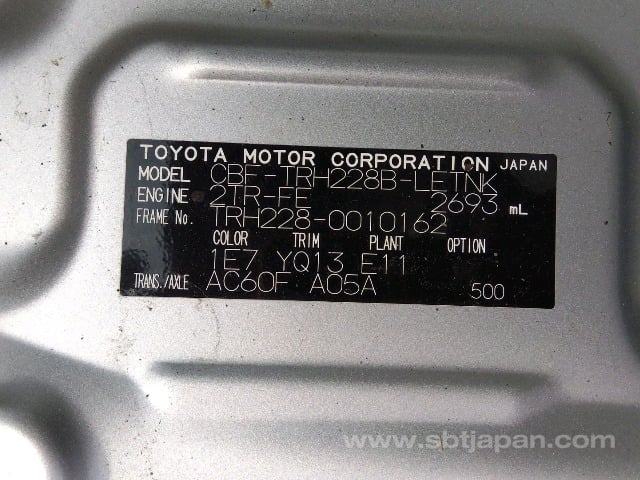 TOYOTA MOTOR CORPORATION JAPAN
MODEL CBF-TRH228B-LETNK
ENGINE 2TR-FE 2693 mL
FRAME No. TRH228-0010162
COLOR TRIM PLANT OPTION
1E7 YQ13 E11
TRANS./AXLE AC60F A05A 500
www.sbtjapan.com